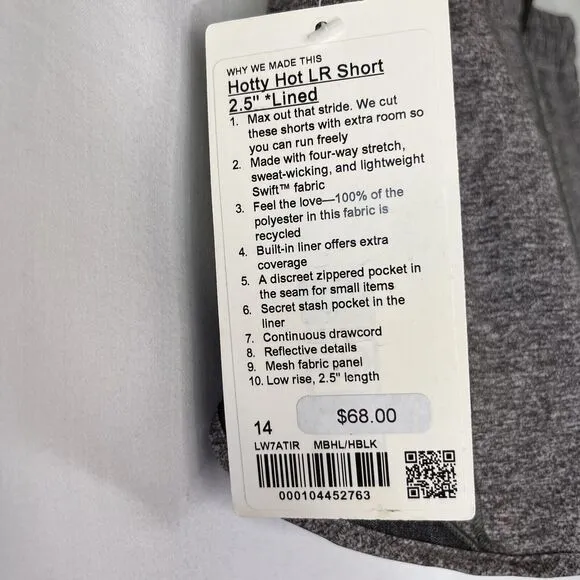 WHY WE MADE THIS
Hotty Hot LR Short
2.5" *Lined
1. Max out that stride. We cut
these shorts with extra room so
you can run freely
2. Made with four-way stretch,
sweat-wicking, and lightweight
Swift™ fabric
3. Feel the love—100% of the
polyester in this fabric is
recycled
4. Built-in liner offers extra
coverage
5. A discreet zippered pocket in
the seam for small items
6. Secret stash pocket in the
liner
7. Continuous drawcord
8. Reflective details
9. Mesh fabric panel
10. Low rise, 2.5" length
14 $68.00
LW7ATIR MBHL/HBLK
000104452763